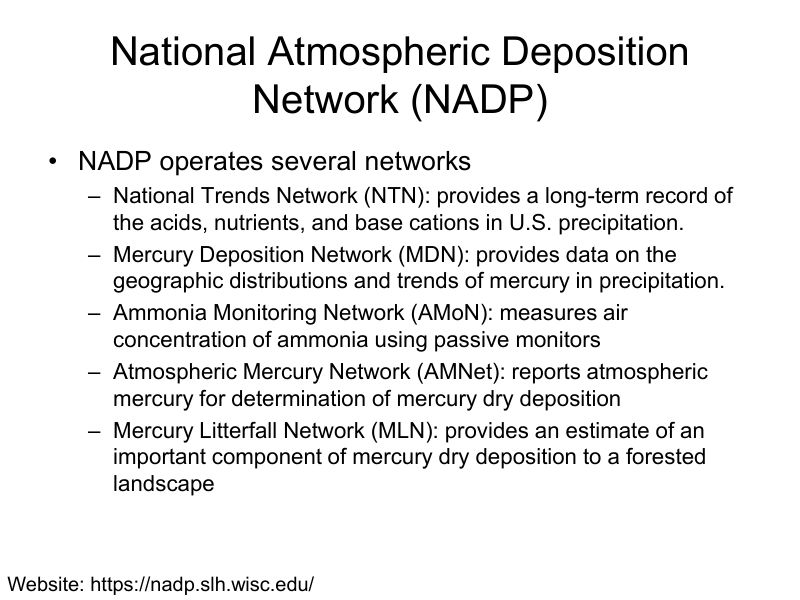 National Atmospheric Deposition
Network (NADP)
• NADP operates several networks
– National Trends Network (NTN): provides a long-term record of
the acids, nutrients, and base cations in U.S. precipitation.
– Mercury Deposition Network (MDN): provides data on the
geographic distributions and trends of mercury in precipitation.
– Ammonia Monitoring Network (AMoN): measures air
concentration of ammonia using passive monitors
– Atmospheric Mercury Network (AMNet): reports atmospheric
mercury for determination of mercury dry deposition
– Mercury Litterfall Network (MLN): provides an estimate of an
important component of mercury dry deposition to a forested
landscape
Website: https://nadp.slh.wisc.edu/